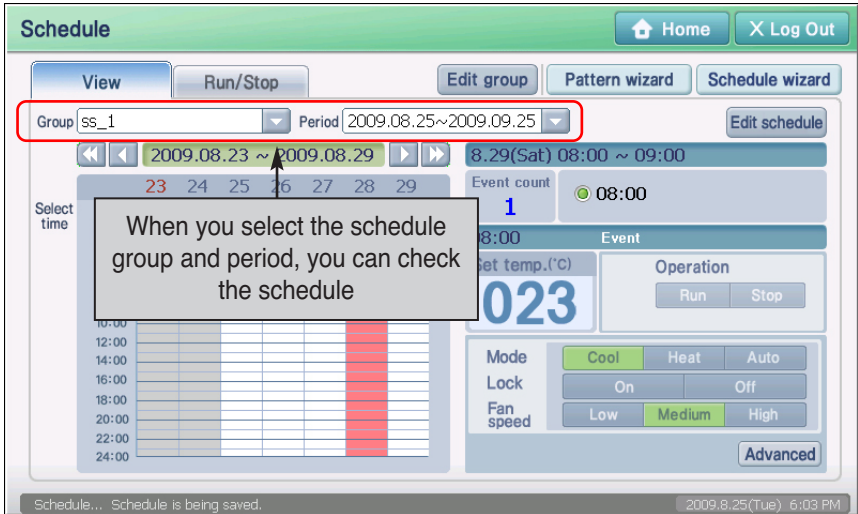 Schedule
Home
X Log Out
View
Run/Stop
Edit group
Pattern wizard
Schedule wizard
Group ss_1
Period 2009.08.25~2009.09.25
Edit schedule
2009.08.23 ~ 2009.08.29
23 24 25 26 27 28 29
Select
time
When you select the schedule
group and period, you can check
the schedule
10:00
12:00
14:00
16:00
18:00
20:00
22:00
24:00
8.29(Sat) 08:00 ~ 09:00
Event count
1
08:00
08:00 Event
Set temp.(°C)
023
Operation
Run Stop
Mode Cool Heat Auto
Lock On Off
Fan
speed
Low Medium High
Advanced
Schedule... Schedule is being saved.
2009.8.25(Tue) 6:03 PM